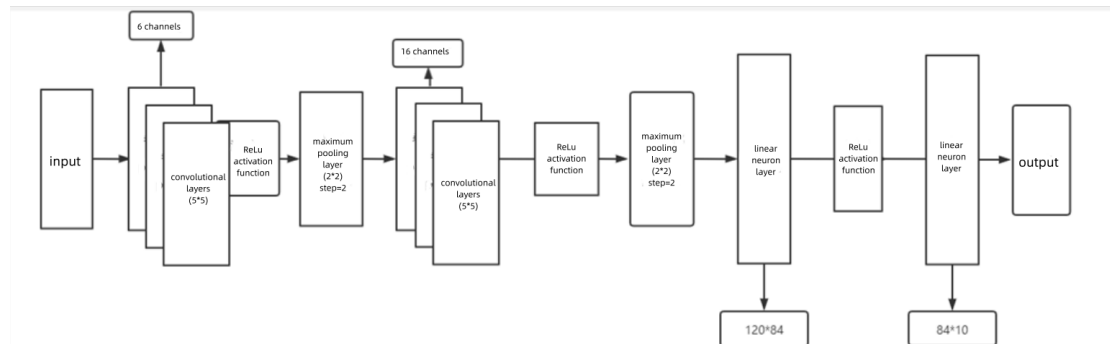 6 channels
16 channels
input
convolutional
layers
(5*5)
ReLu
activation
function
maximum
pooling
layer
(2*2)
step=2
convolutional
layers
(5*5)
ReLu
activation
function
maximum
pooling
layer
(2*2)
step=2
linear
neuron
layer
ReLu
activation
function
linear
neuron
layer
output
120*84
84*10